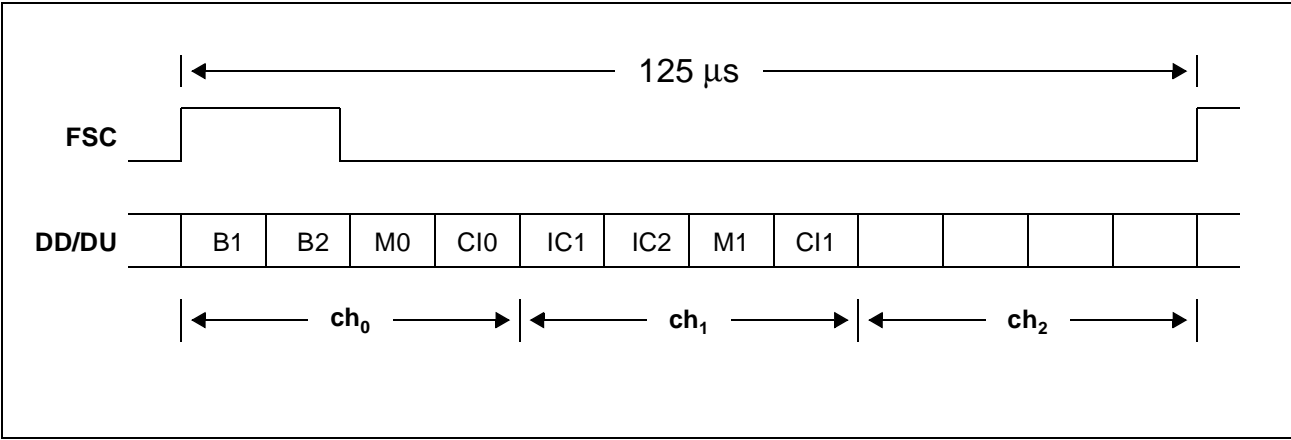 125 μs
FSC
DD/DU B1 B2 M0 CI0 IC1 IC2 M1 CI1
ch₀ ch₁ ch₂